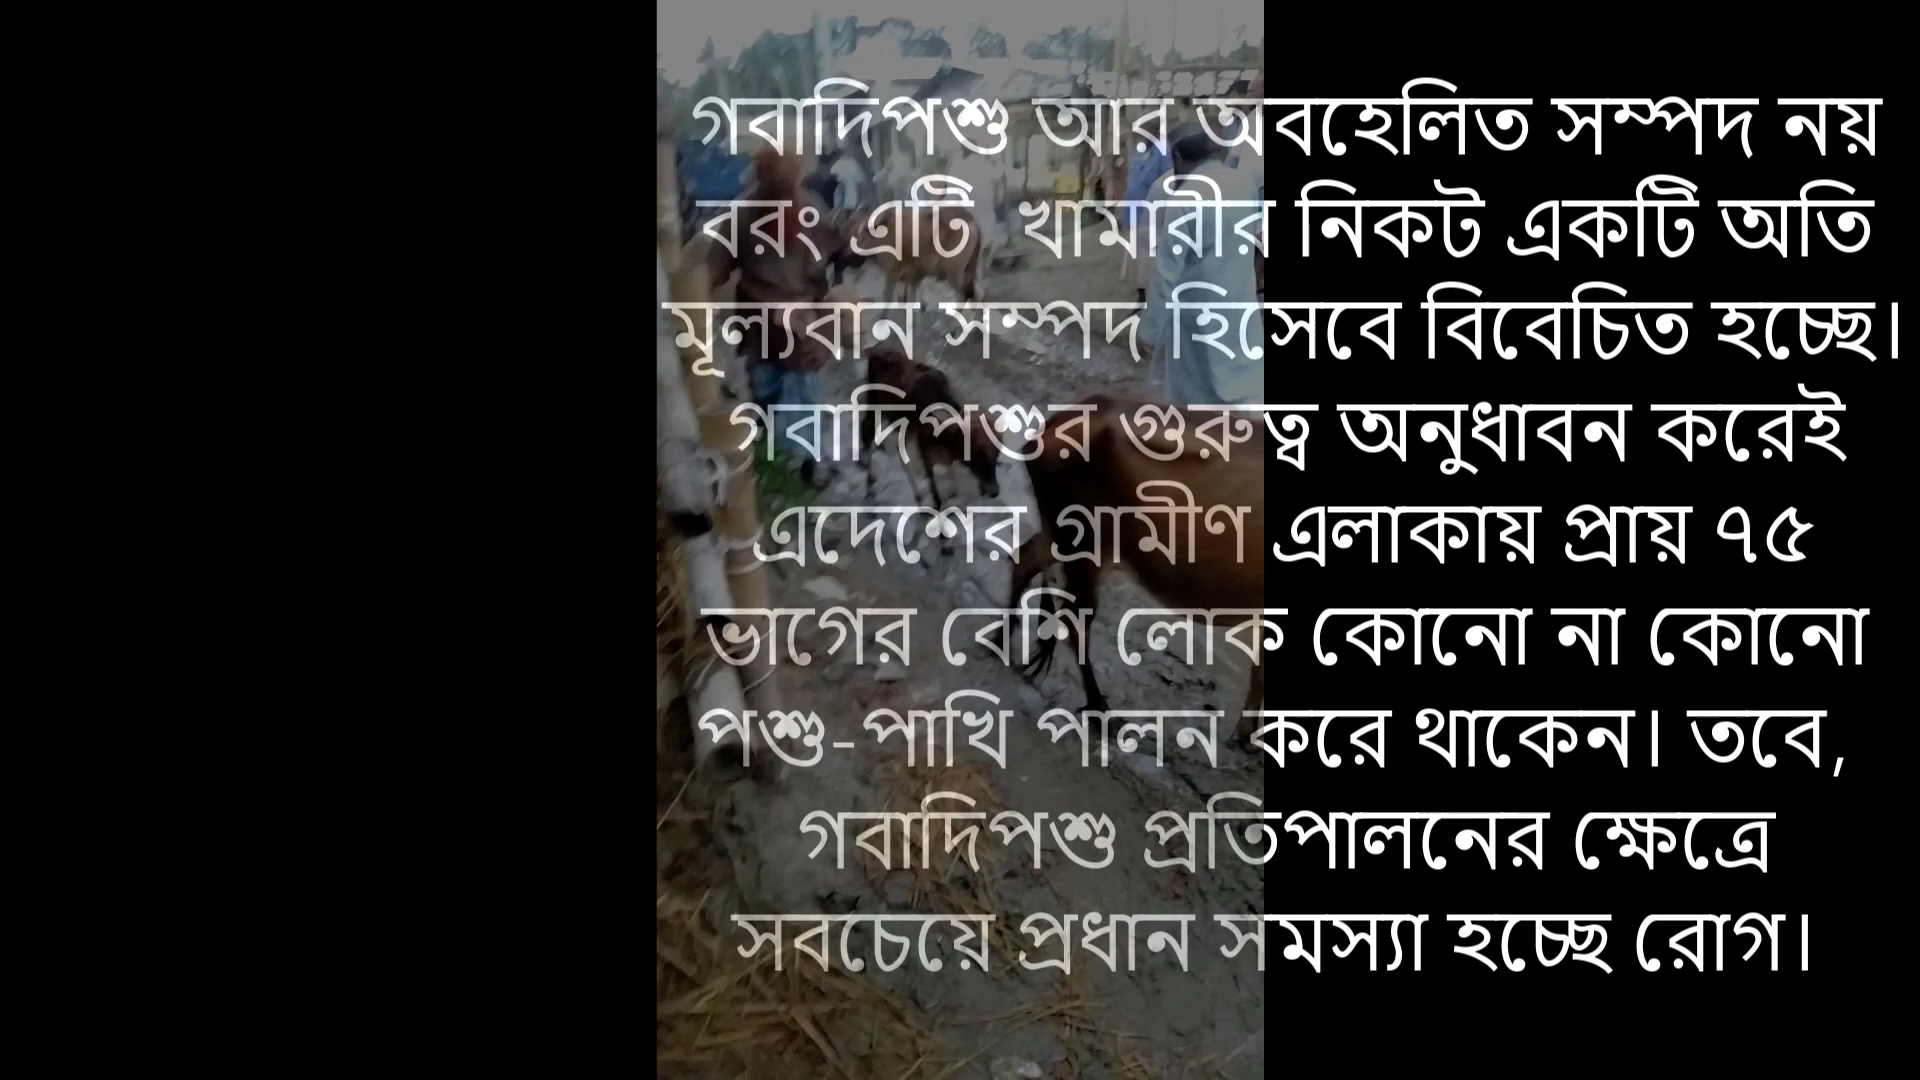 গবাদিপশু আর অবহেলিত সম্পদ নয়
বরং এটি খামারীর নিকট একটি অতি
মূল্যবান সম্পদ হিসেবে বিবেচিত হচ্ছে।
গবাদিপশুর গুরুত্ব অনুধাবন করেই
এদেশের গ্রামীণ এলাকায় প্রায় ৭৫
ভাগের বেশি লোক কোনো না কোনো
পশু-পাখি পালন করে থাকেন। তবে,
গবাদিপশু প্রতিপালনের ক্ষেত্রে
সবচেয়ে প্রধান সমস্যা হচ্ছে রোগ।